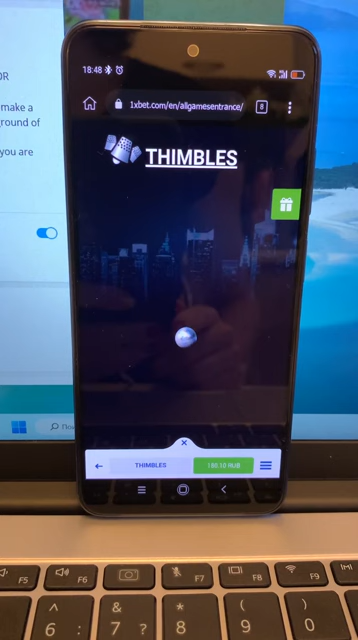 OR
make a
round of
you are
18:48
1xbet.com/en/allgamesentrance/
8
THIMBLES
THIMBLES
180.10 RUB
F5
F6
F7
F8
F9
^
6 :
&
7 ?
*
8
(
9
)
0